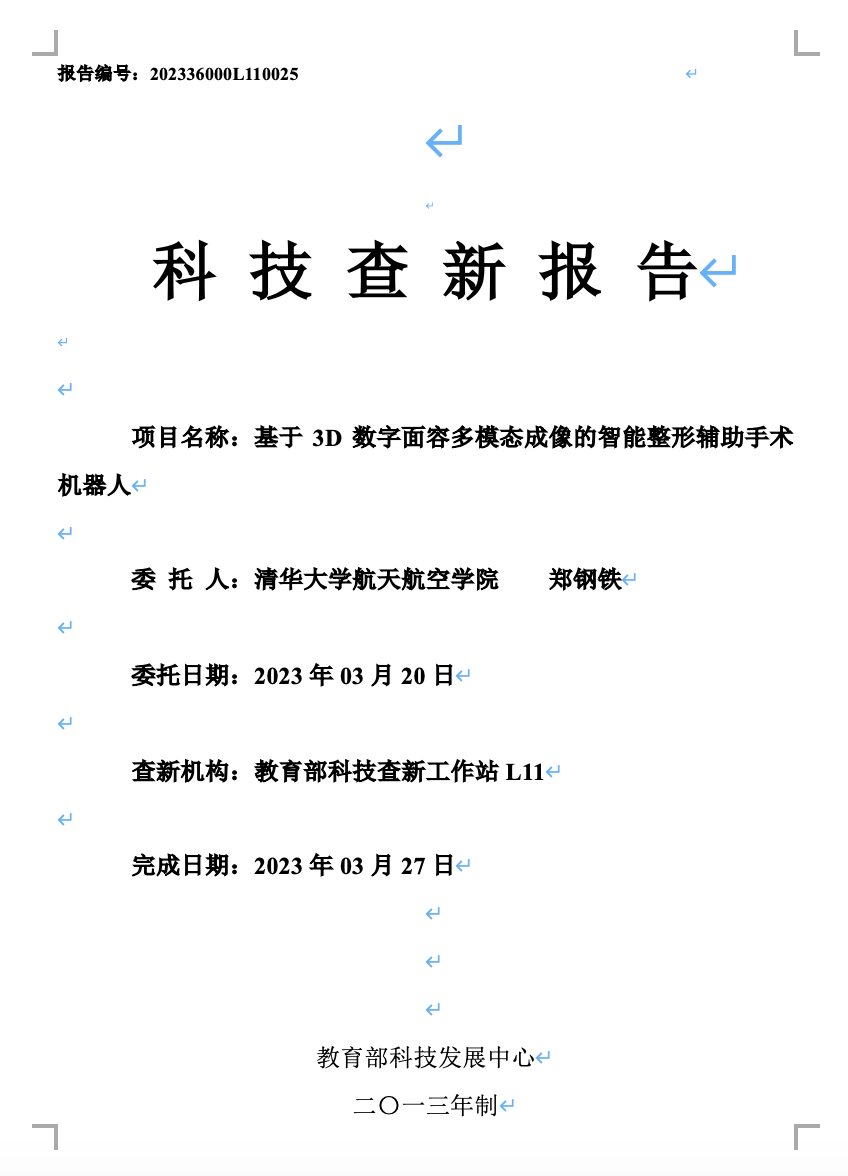 报告编号：202336000L110025
科 技 查 新 报 告
项目名称：基于 3D 数字面容多模态成像的智能整形辅助手术
机器人
委 托 人：清华大学航天航空学院 郑钢铁
委托日期：2023 年 03 月 20 日
查新机构：教育部科技查新工作站 L11
完成日期：2023 年 03 月 27 日
教育部科技发展中心
二〇一三年制